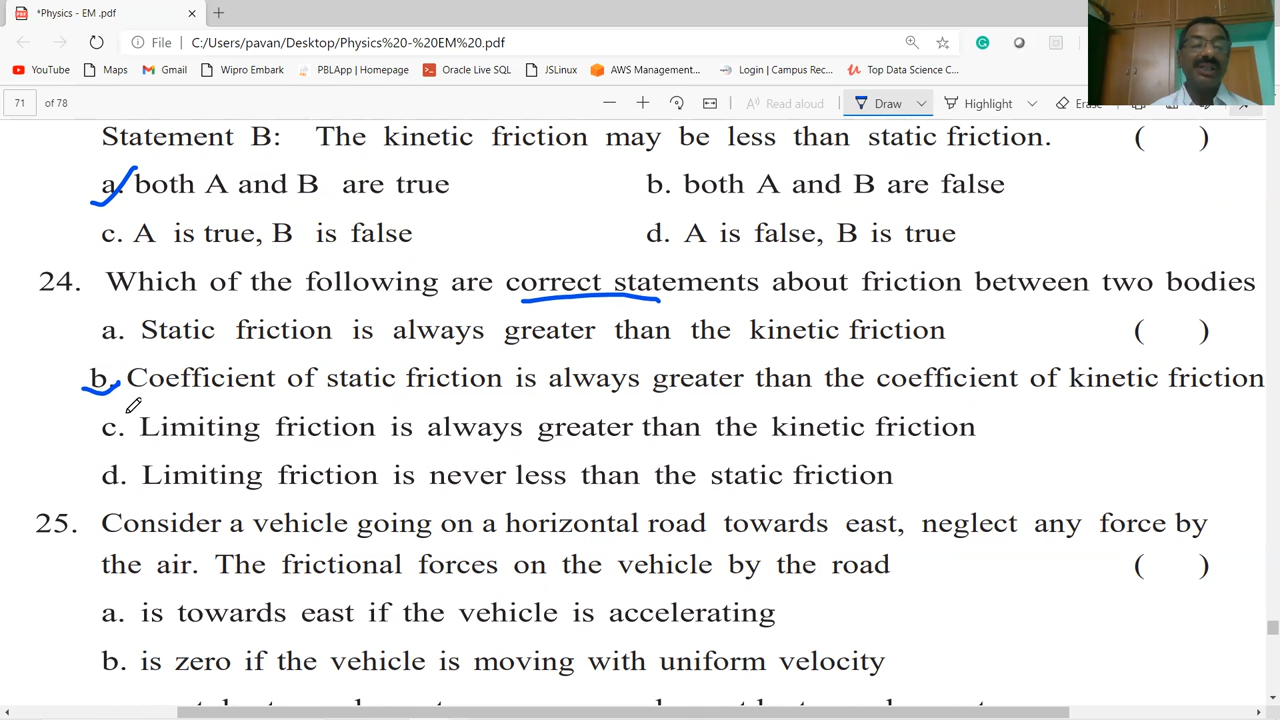 *Physics - EM .pdf
File C:/Users/pavan/Desktop/Physics%20-%20EM%20.pdf
YouTube Maps Gmail Wipro Embark PBLApp | Homepage Oracle Live SQL JSLinux AWS Management... Login | Campus Rec... Top Data Science C...
71 of 78 Read aloud Draw Highlight Erase
Statement B: The kinetic friction may be less than static friction. ( )
a. both A and B are true b. both A and B are false
c. A is true, B is false d. A is false, B is true
24. Which of the following are correct statements about friction between two bodies
a. Static friction is always greater than the kinetic friction ( )
b. Coefficient of static friction is always greater than the coefficient of kinetic friction
c. Limiting friction is always greater than the kinetic friction
d. Limiting friction is never less than the static friction
25. Consider a vehicle going on a horizontal road towards east, neglect any force by
the air. The frictional forces on the vehicle by the road ( )
a. is towards east if the vehicle is accelerating
b. is zero if the vehicle is moving with uniform velocity